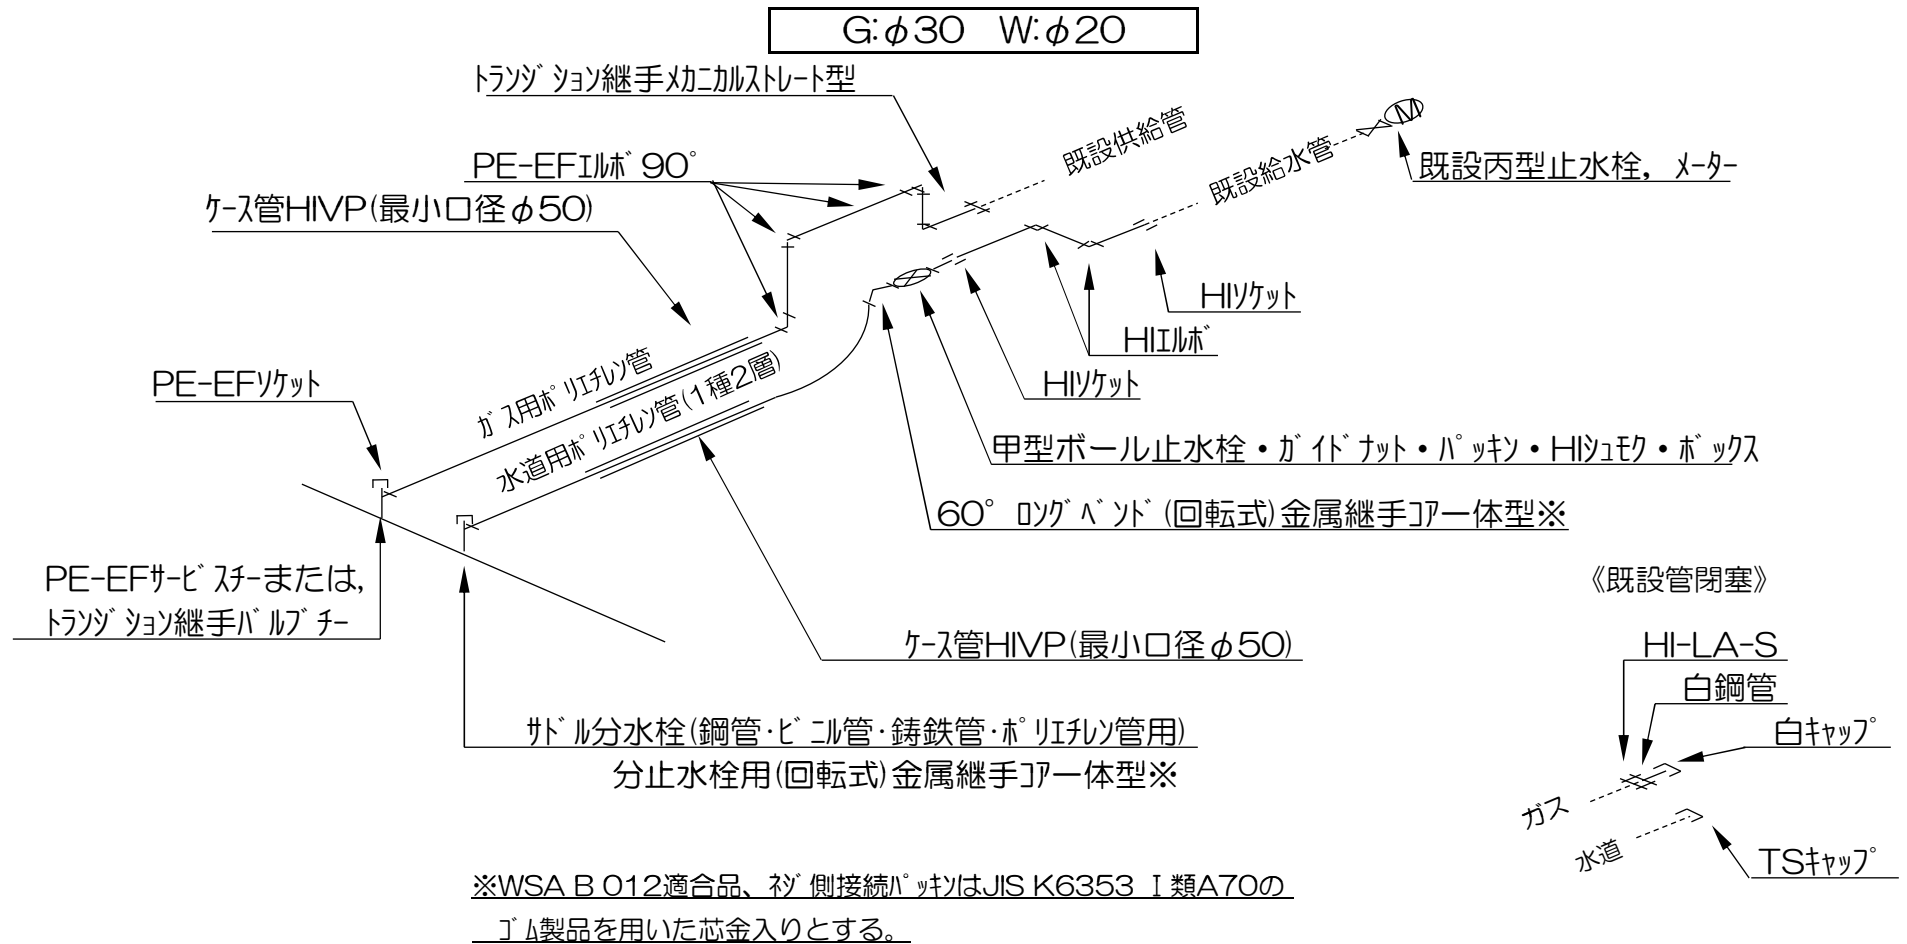 G:φ30　W:φ20
ﾄﾗﾝｼﾞｼｮﾝ継手ﾒｶﾆｶﾙｽﾄﾚｰﾄ型
既設供給管
M
PE-EFｴﾙﾎﾞ90°
既設給水管
既設丙型止水栓，ﾒｰﾀｰ
ｹｰｽ管HIVP(最小口径φ50)
HIｿｹｯﾄ
HIｴﾙﾎﾞ
ｶﾞｽ用ﾎﾟﾘｴﾁﾚﾝ管
PE-EFｿｹｯﾄ
HIｿｹｯﾄ
水道用ﾎﾟﾘｴﾁﾚﾝ管(1種2層)
甲型ボール止水栓・ｶﾞｲﾄﾞﾅｯﾄ・ﾊﾟｯｷﾝ・HIｼｭﾓｸ・ﾎﾞｯｸｽ
60°ﾛﾝｸﾞﾍﾞﾝﾄﾞ(回転式)金属継手ｺｱ一体型※
PE-EFｻｰﾋﾞｽﾁｰまたは，
ﾄﾗﾝｼﾞｼｮﾝ継手ﾊﾞﾙﾌﾞﾁｰ
《既設管閉塞》
ｹｰｽ管HIVP(最小口径φ50)
HI-LA-S
白鋼管
白ｷｬｯﾌﾟ
ｻﾄﾞﾙ分水栓(鋼管･ﾋﾞﾆﾙ管･鋳鉄管･ﾎﾟﾘｴﾁﾚﾝ管用)
分止水栓用(回転式)金属継手ｺｱ一体型※
ガス
水道
TSｷｬｯﾌﾟ
※WSA B 012適合品、ﾈｼﾞ側接続ﾊﾟｯｷﾝはJIS K6353 Ⅰ類A70の
ｺﾞﾑ製品を用いた芯金入りとする。